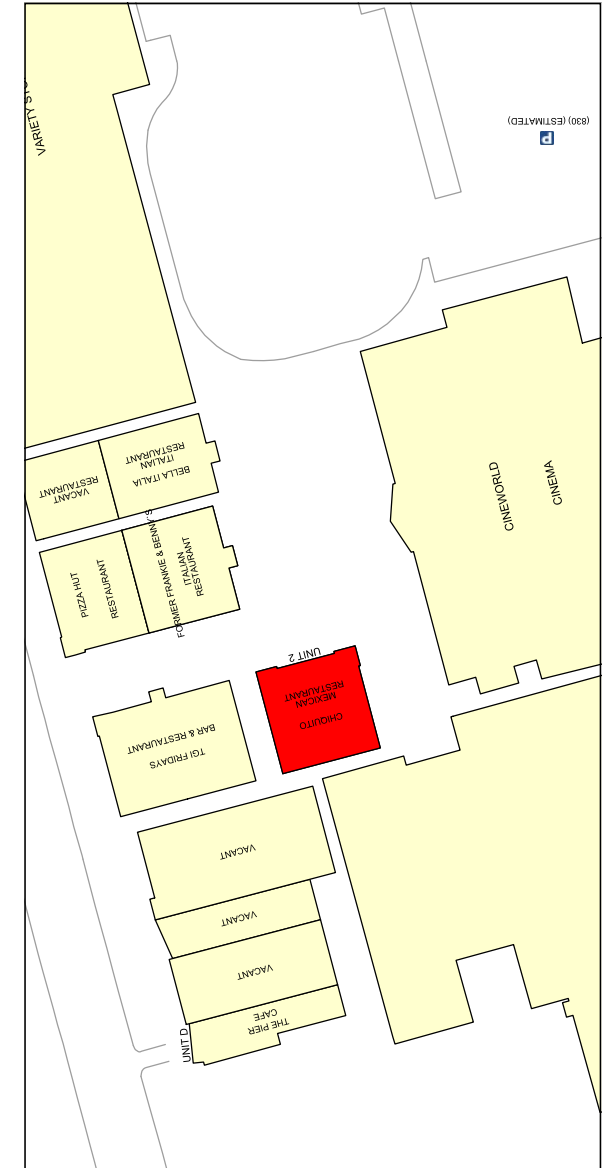 VARIETY STO
(830) (ESTIMATED)
P
BELLA ITALIA
ITALIAN
RESTAURANT
VACANT
RESTAURANT
CINEWORLD
CINEMA
PIZZA HUT
RESTAURANT
FORMER FRANKIE & BENNY'S
ITALIAN
RESTAURANT
UNIT 2
CHIQUITO
MEXICAN
RESTAURANT
TGI FRIDAYS
BAR & RESTAURANT
VACANT
VACANT
VACANT
THE PIER
CAFE
UNIT D